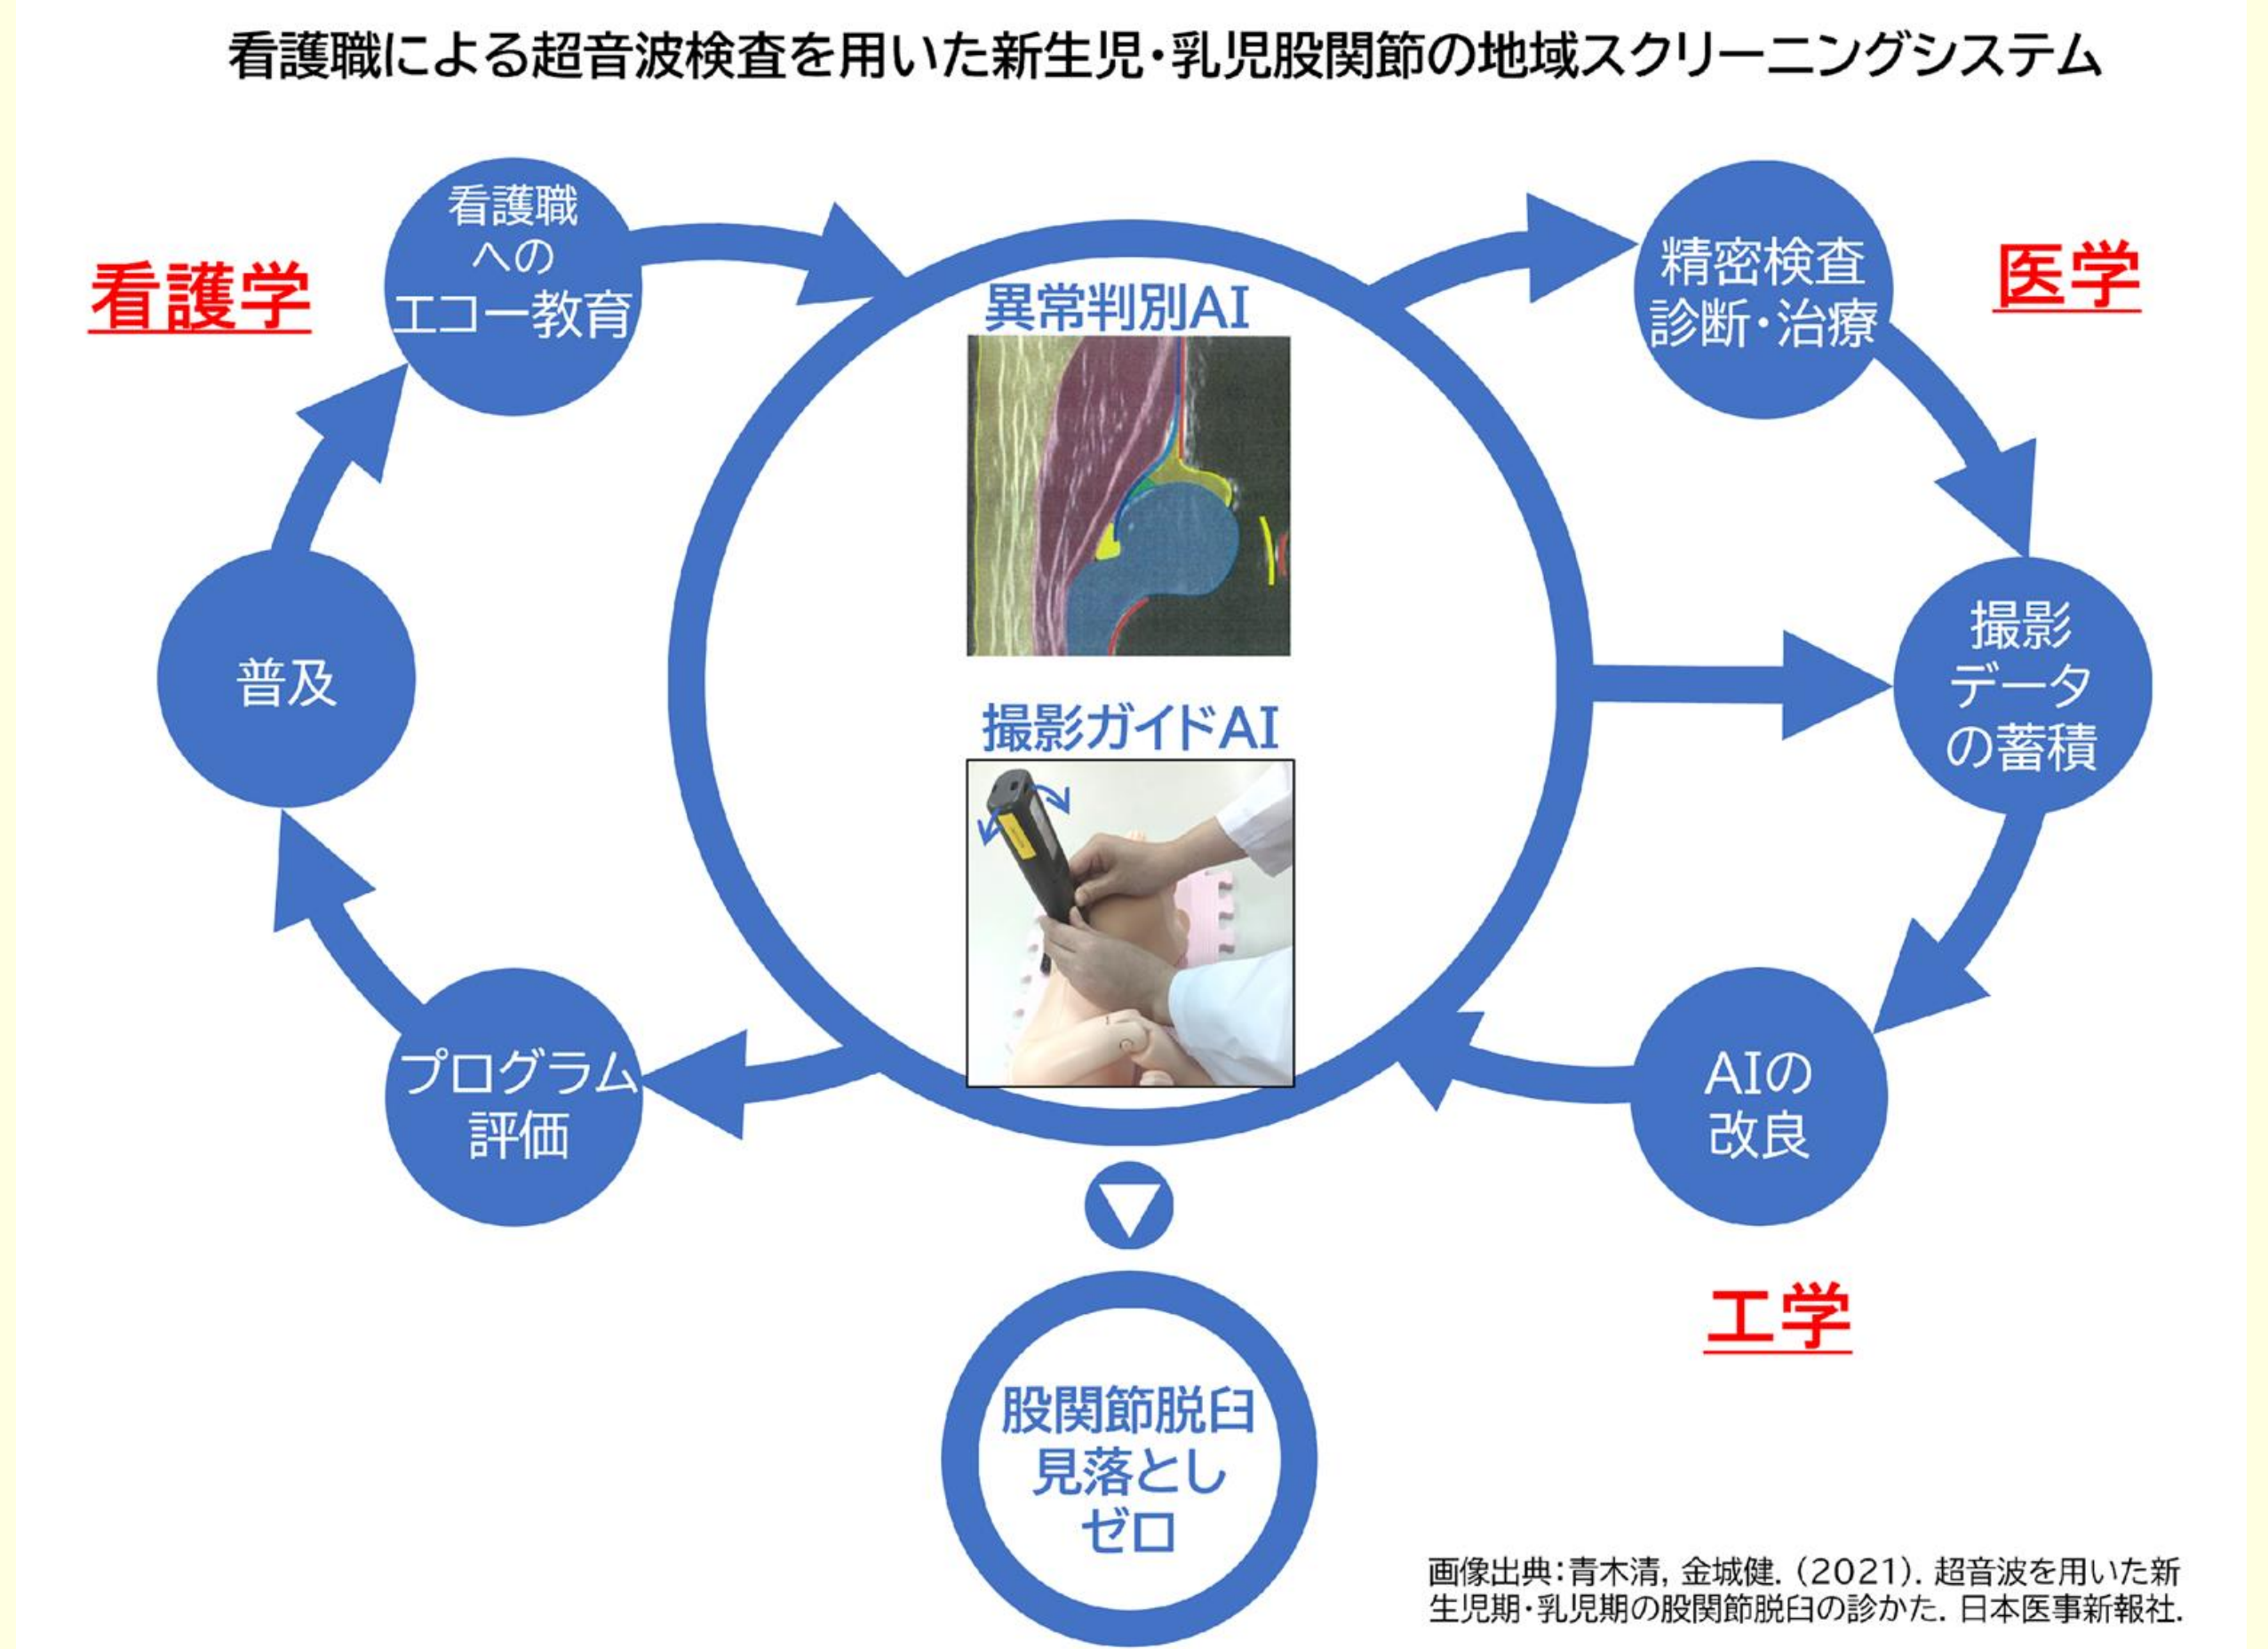 看護職による超音波検査を用いた新生児・乳児股関節の地域スクリーニングシステム
看護学
看護職
への
エコー教育
異常判別AI
精密検査
診断・治療
医学
普及
撮影ガイドAI
撮影
データ
の蓄積
プログラム
評価
AIの
改良
工学
股関節脱臼
見落とし
ゼロ
画像出典：青木清, 金城健. (2021). 超音波を用いた新
生児期・乳児期の股関節脱臼の診かた. 日本医事新報社.